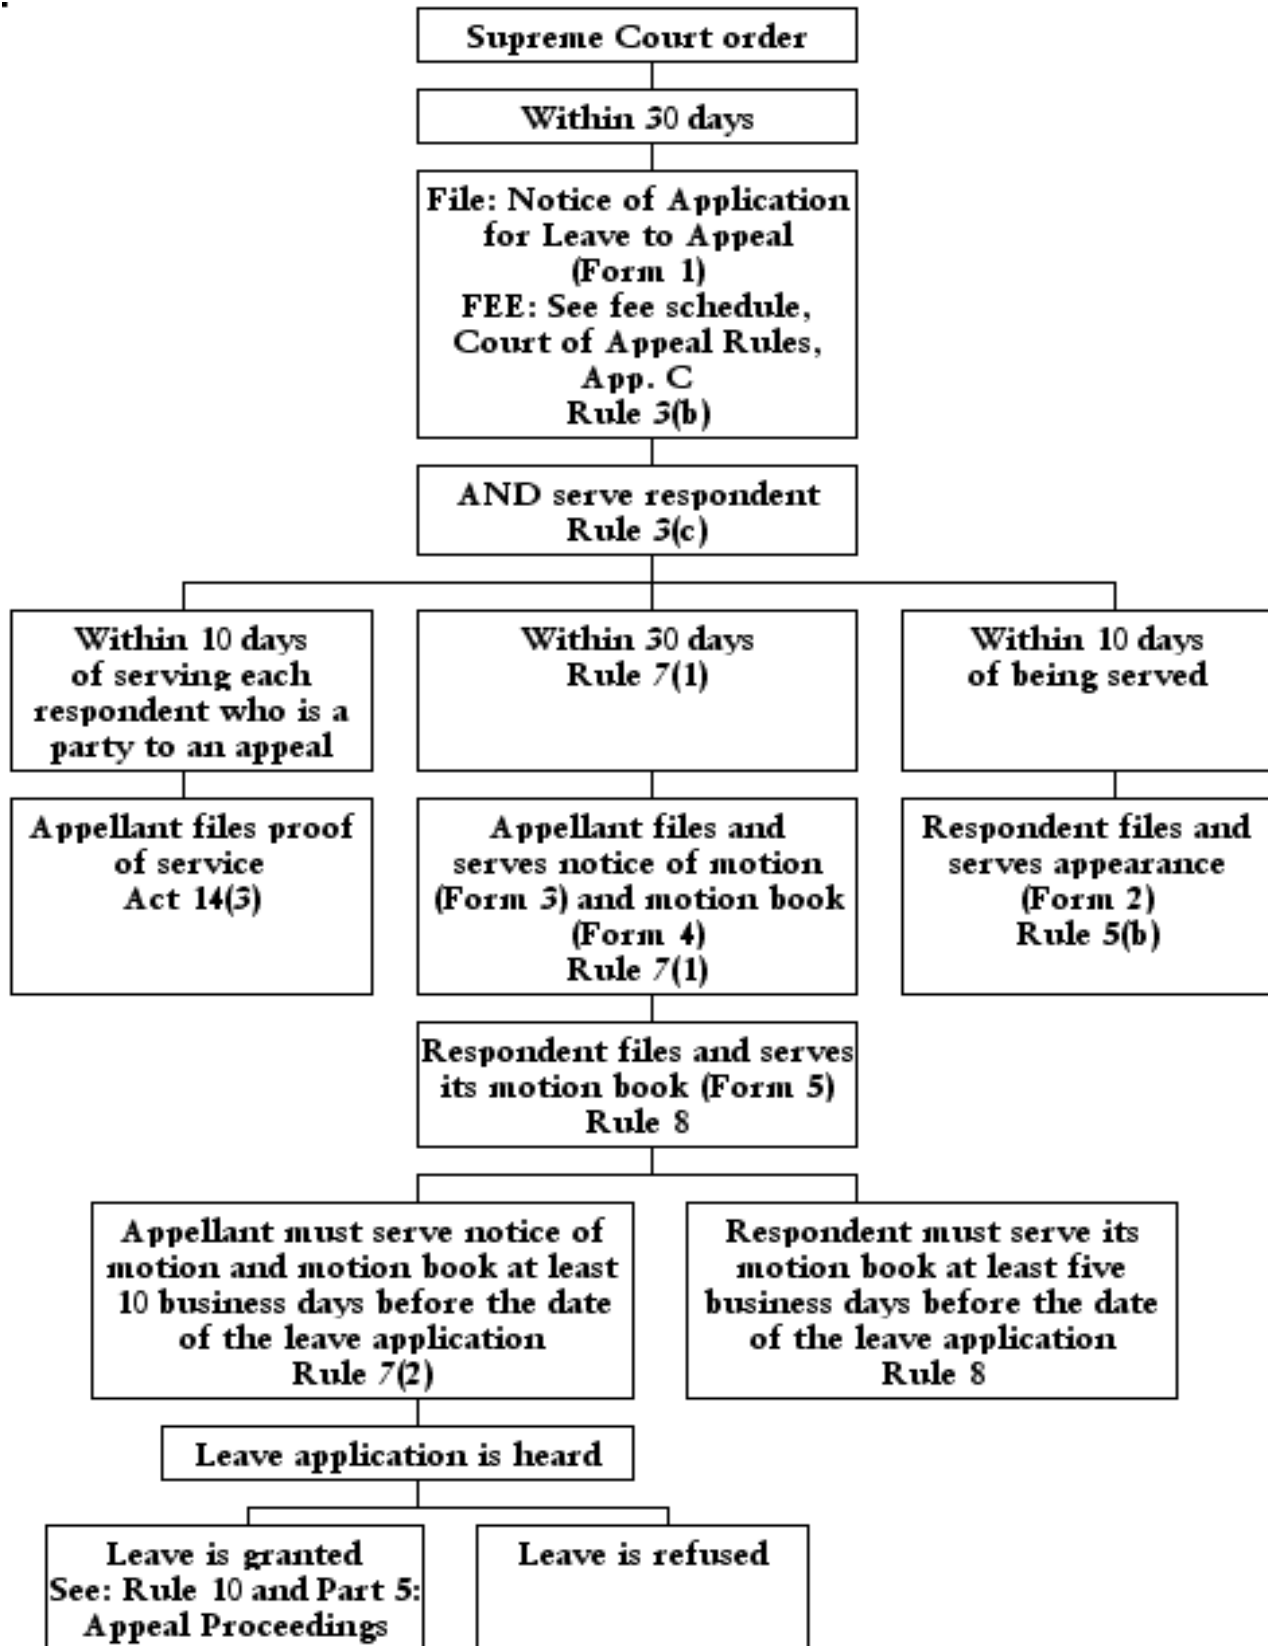 Supreme Court order
Within 30 days
File: Notice of Application
for Leave to Appeal
(Form 1)
FEE: See fee schedule,
Court of Appeal Rules,
App. C
Rule 3(b)
AND serve respondent
Rule 3(c)
Within 10 days
of serving each
respondent who is a
party to an appeal
Within 30 days
Rule 7(1)
Within 10 days
of being served
Appellant files proof
of service
Act 14(3)
Appellant files and
serves notice of motion
(Form 3) and motion book
(Form 4)
Rule 7(1)
Respondent files and
serves appearance
(Form 2)
Rule 5(b)
Respondent files and serves
its motion book (Form 5)
Rule 8
Appellant must serve notice of
motion and motion book at least
10 business days before the date
of the leave application
Rule 7(2)
Respondent must serve its
motion book at least five
business days before the date
of the leave application
Rule 8
Leave application is heard
Leave is granted
See: Rule 10 and Part 5:
Appeal Proceedings
Leave is refused